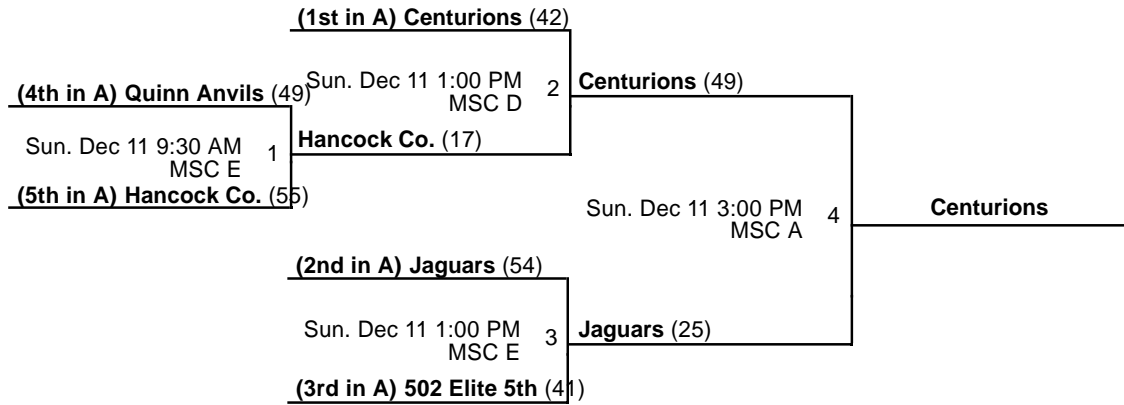 (1st in A) Centurions (42)
Sun. Dec 11 1:00 PM
MSC D
2
Centurions (49)
(4th in A) Quinn Anvils (49)
Sun. Dec 11 9:30 AM
MSC E
1
Hancock Co. (17)
(5th in A) Hancock Co. (55)
Sun. Dec 11 3:00 PM
MSC A
4
Centurions
(2nd in A) Jaguars (54)
Sun. Dec 11 1:00 PM
MSC E
3
Jaguars (25)
(3rd in A) 502 Elite 5th (41)